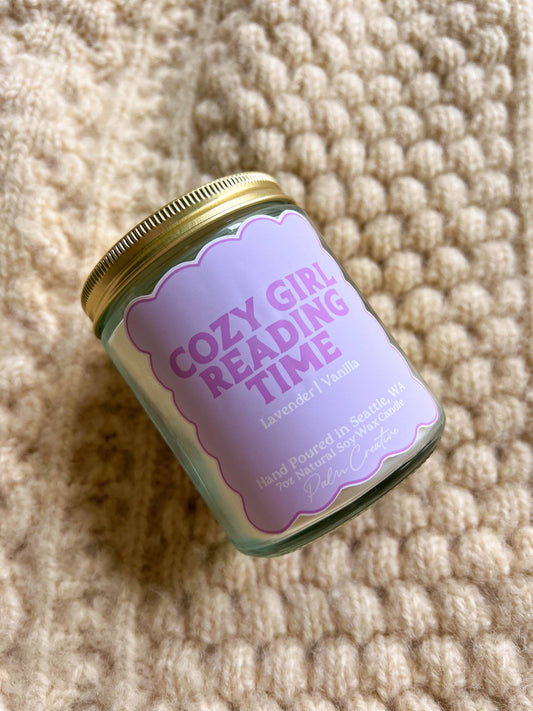 COZY GIRL
READING
TIME
Lavender | Vanilla
Hand Poured in Seattle, WA
7oz Natural Soy Wax Candle
Palm Creative